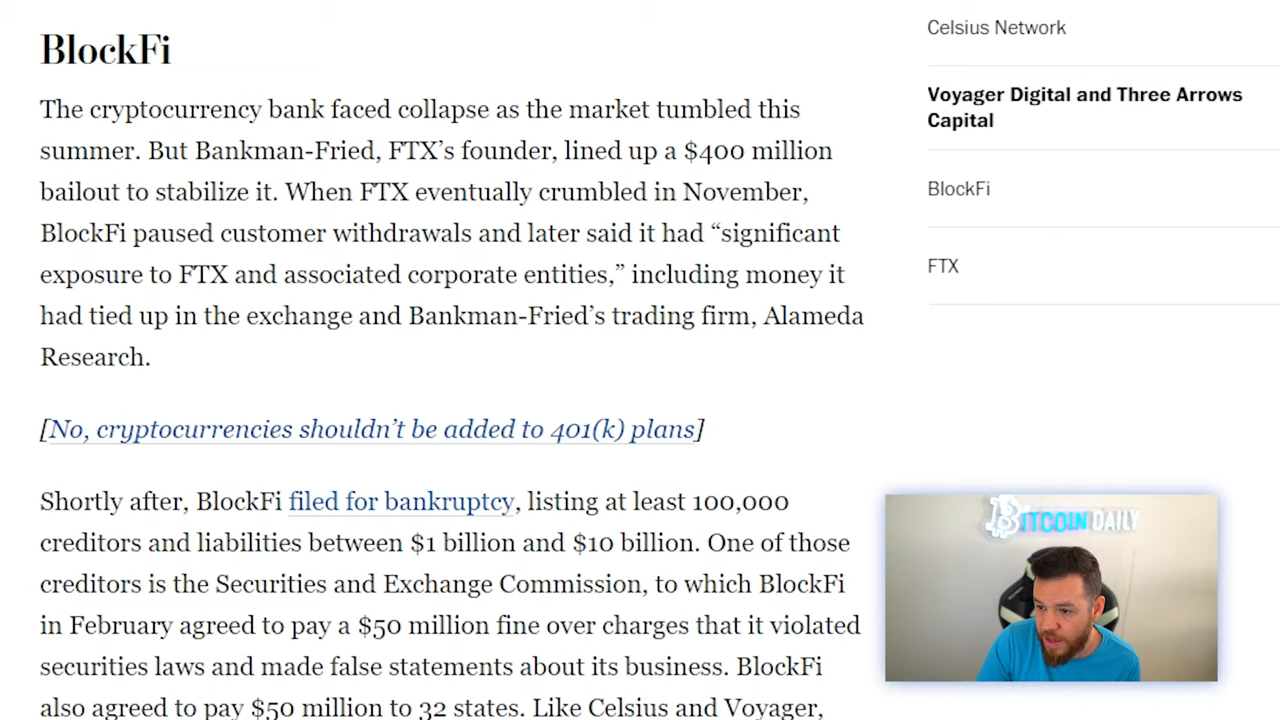 BlockFi
The cryptocurrency bank faced collapse as the market tumbled this
summer. But Bankman-Fried, FTX’s founder, lined up a $400 million
bailout to stabilize it. When FTX eventually crumbled in November,
BlockFi paused customer withdrawals and later said it had “significant
exposure to FTX and associated corporate entities,” including money it
had tied up in the exchange and Bankman-Fried’s trading firm, Alameda
Research.
[No, cryptocurrencies shouldn’t be added to 401(k) plans]
Shortly after, BlockFi filed for bankruptcy, listing at least 100,000
creditors and liabilities between $1 billion and $10 billion. One of those
creditors is the Securities and Exchange Commission, to which BlockFi
in February agreed to pay a $50 million fine over charges that it violated
securities laws and made false statements about its business. BlockFi
also agreed to pay $50 million to 32 states. Like Celsius and Voyager,
Celsius Network
Voyager Digital and Three Arrows
Capital
BlockFi
FTX
BITCOIN DAILY